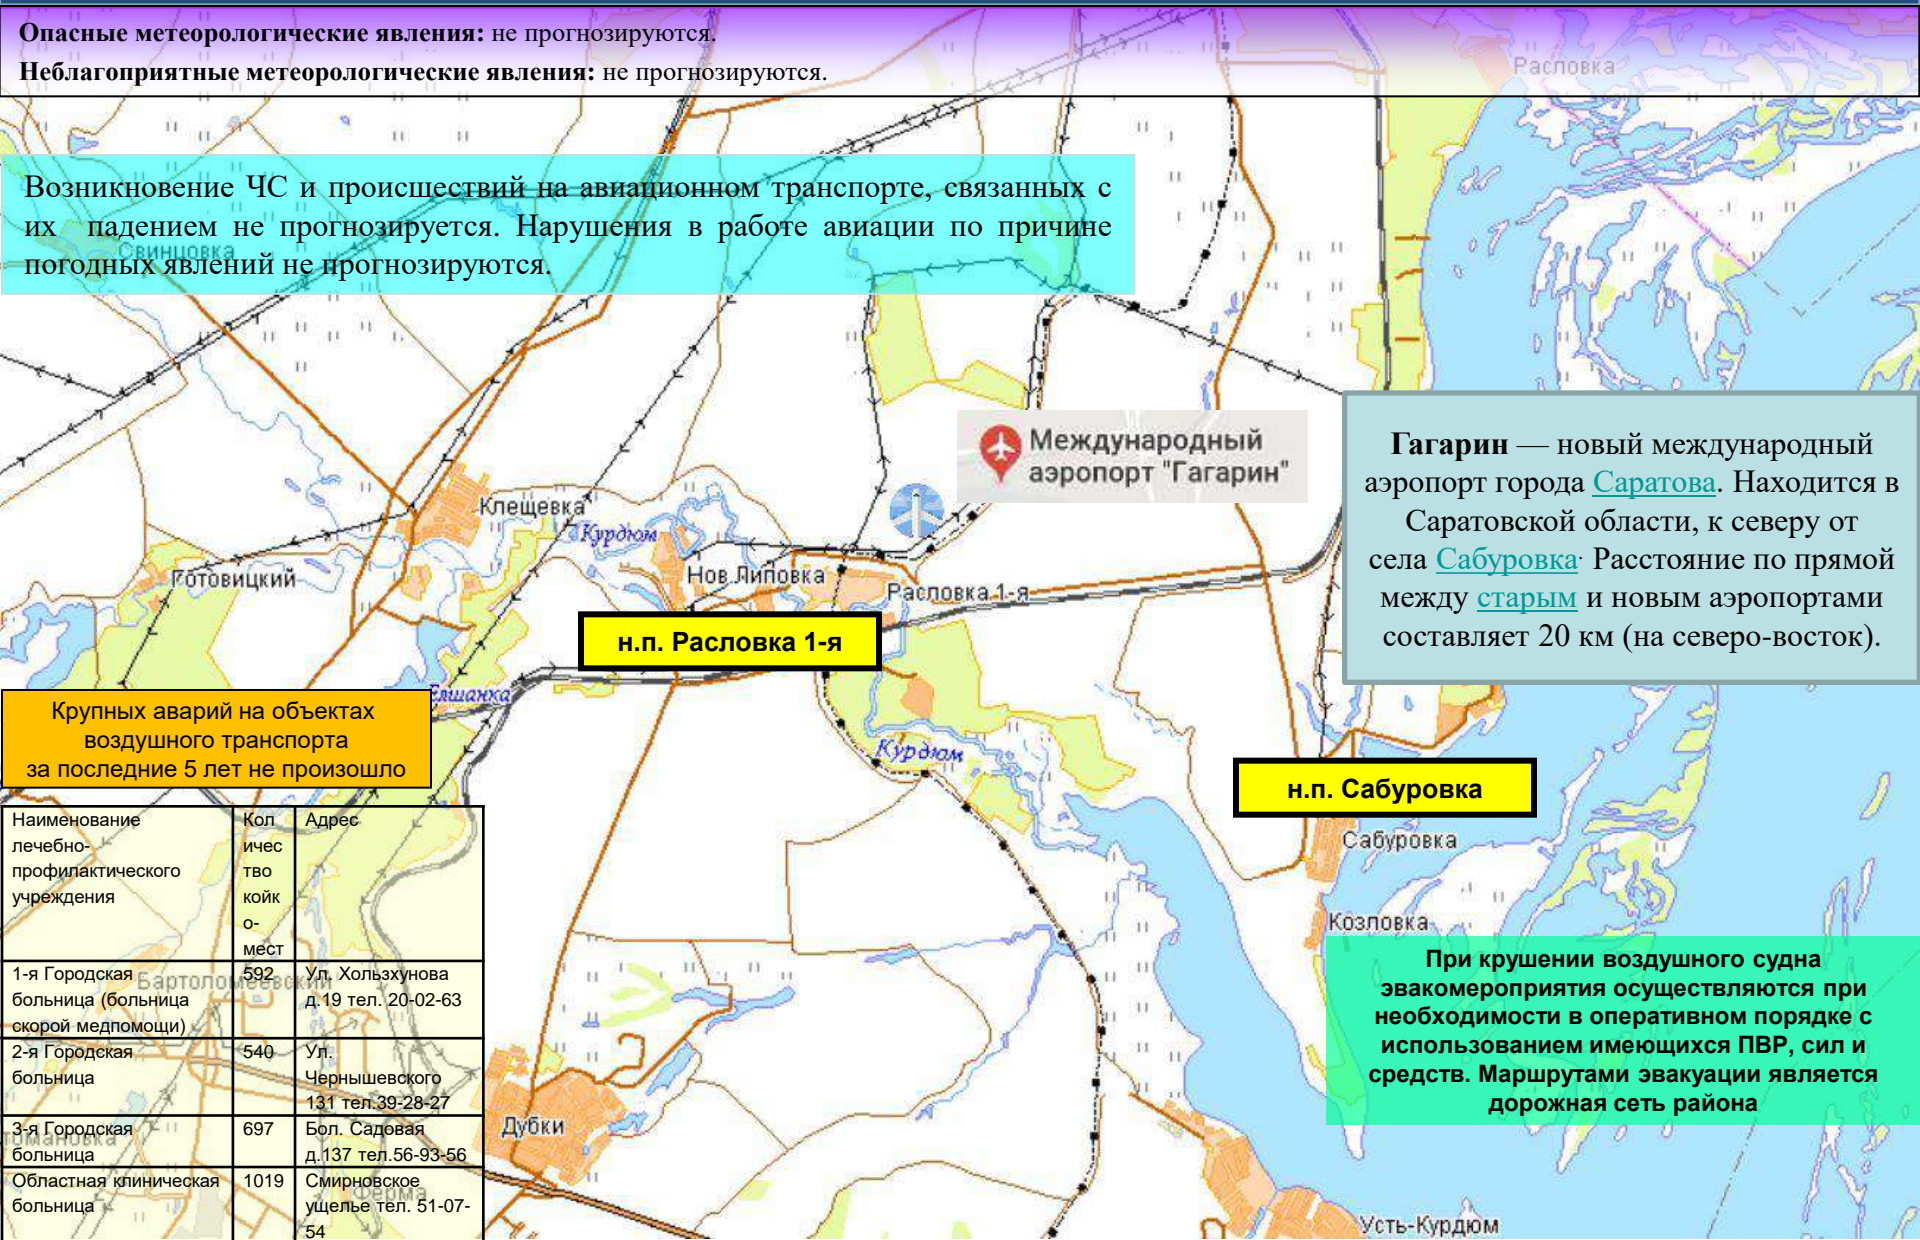 Опасные метеорологические явления: не прогнозируются.
Неблагоприятные метеорологические явления: не прогнозируются.
Расловка
Возникновение ЧС и происшествий на авиационном транспорте, связанных с
их падением не прогнозируется. Нарушения в работе авиации по причине
погодных явлений не прогнозируются.
Свинцовка
Международный
аэропорт "Гагарин"
Гагарин — новый международный
аэропорт города Саратова. Находится в
Саратовской области, к северу от
села Сабуровка. Расстояние по прямой
между старым и новым аэропортами
составляет 20 км (на северо-восток).
Клещевка
Курдюм
Готовицкий
Нов.Липовка
Расловка 1-я
н.п. Расловка 1-я
Елшанка
Крупных аварий на объектах
воздушного транспорта
за последние 5 лет не произошло
Курдюм
н.п. Сабуровка
Сабуровка
Козловка
Наименование
лечебно-
профилактического
учреждения
Кол
ичес
тво
койк
о-
мест
Адрес
1-я Городская
больница (больница
скорой медпомощи)
592
Ул. Хользхунова
д.19 тел. 20-02-63
Бартоломеевский
2-я Городская
больница
540
Ул.
Чернышевского
131 тел.39-28-27
3-я Городская
больница
697
Бол. Садовая
д.137 тел.56-93-56
Областная клиническая
больница
1019
Смирновское
ущелье тел. 51-07-
54
Ферма
Дубки
При крушении воздушного судна
эвакомероприятия осуществляются при
необходимости в оперативном порядке с
использованием имеющихся ПВР, сил и
средств. Маршрутами эвакуации является
дорожная сеть района
Усть-Курдюм